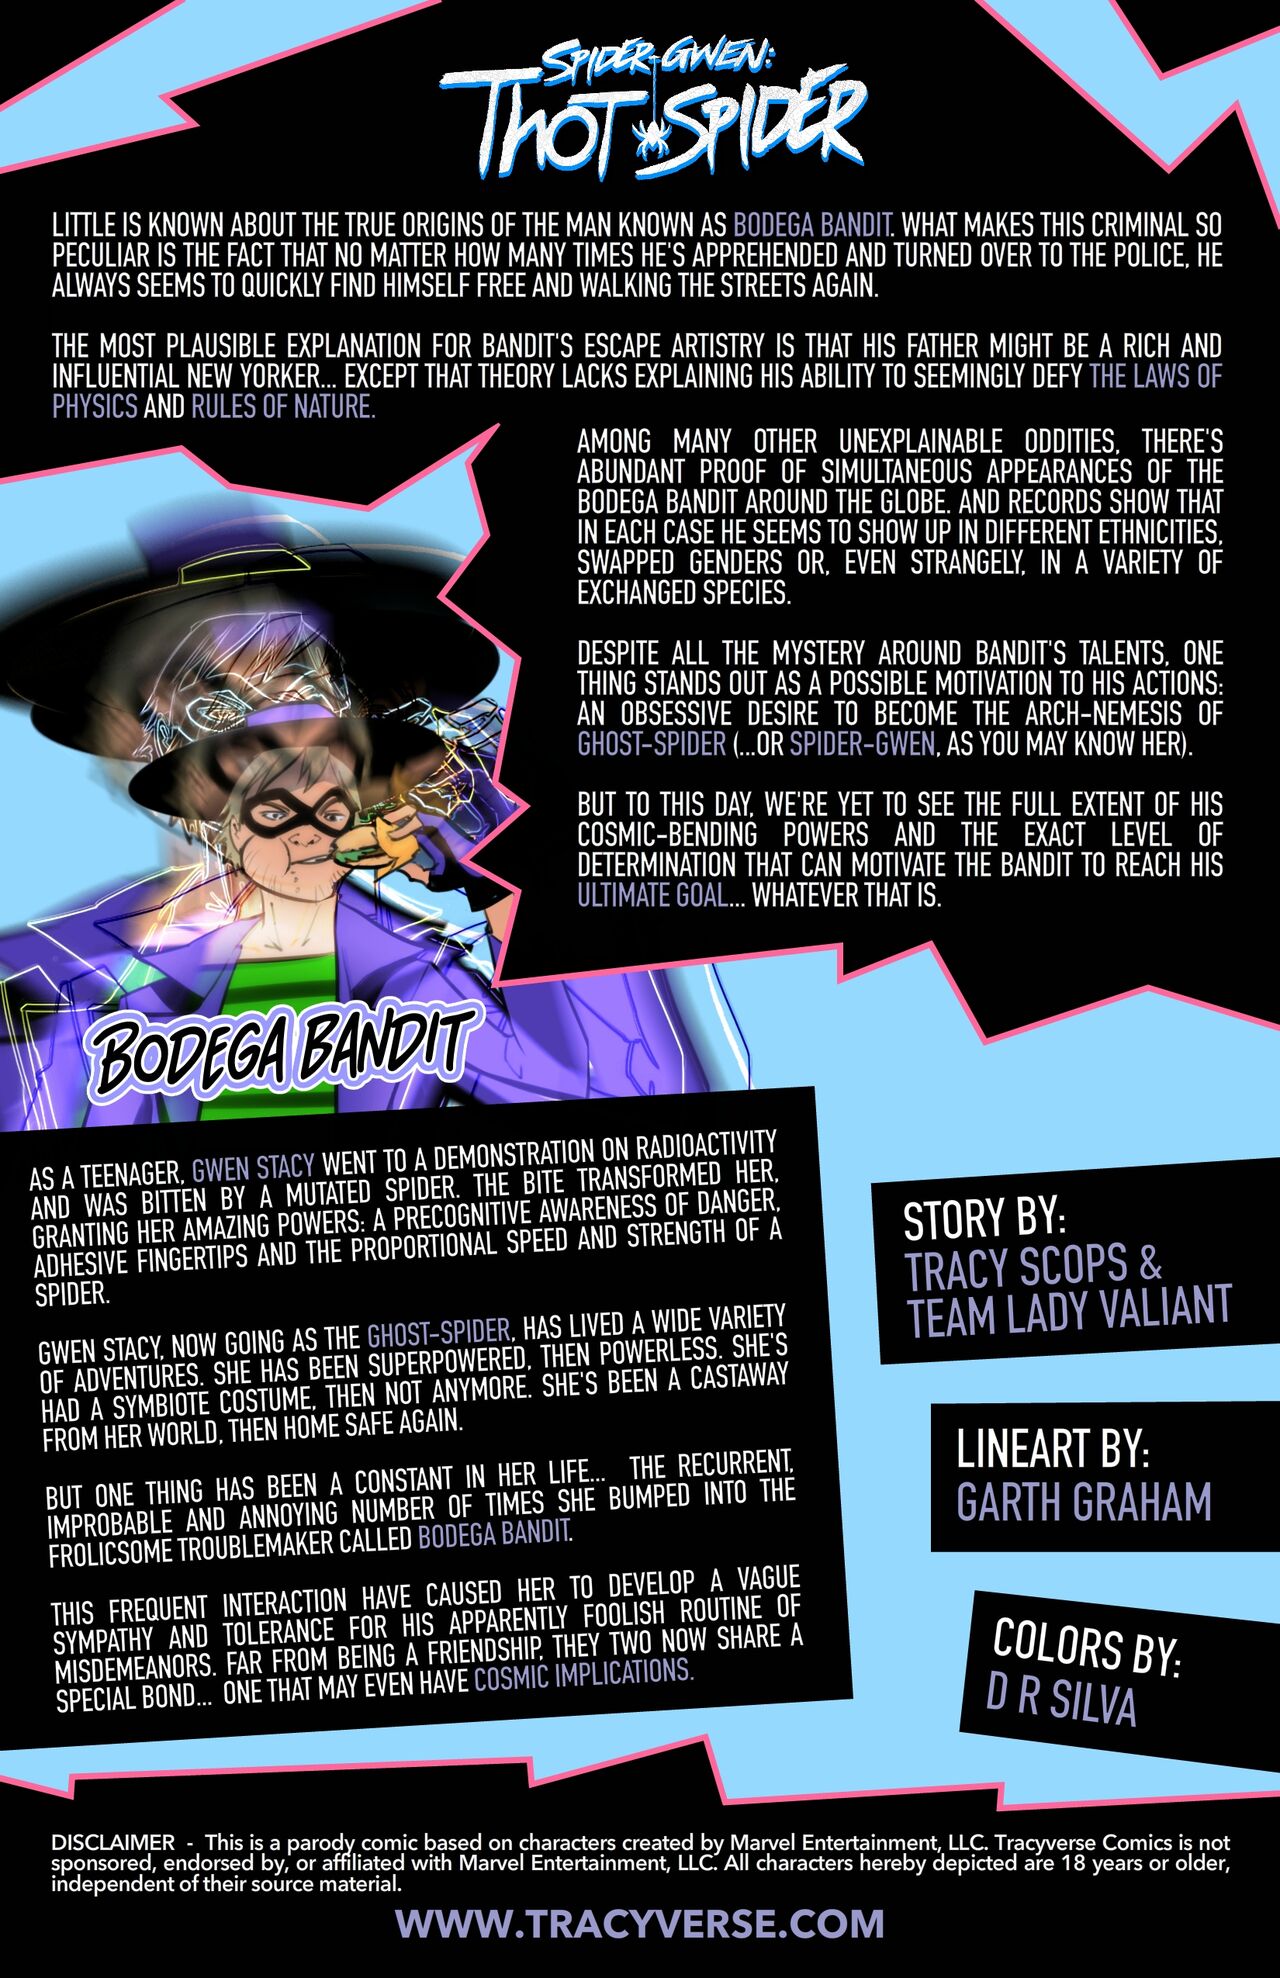 SPIDER-GWEN:
THOT SPIDER
LITTLE IS KNOWN ABOUT THE TRUE ORIGINS OF THE MAN KNOWN AS BODEGA BANDIT. WHAT MAKES THIS CRIMINAL SO
PECULIAR IS THE FACT THAT NO MATTER HOW MANY TIMES HE'S APPREHENDED AND TURNED OVER TO THE POLICE, HE
ALWAYS SEEMS TO QUICKLY FIND HIMSELF FREE AND WALKING THE STREETS AGAIN.
THE MOST PLAUSIBLE EXPLANATION FOR BANDIT'S ESCAPE ARTISTRY IS THAT HIS FATHER MIGHT BE A RICH AND
INFLUENTIAL NEW YORKER... EXCEPT THAT THEORY LACKS EXPLAINING HIS ABILITY TO SEEMINGLY DEFY THE LAWS OF
PHYSICS AND RULES OF NATURE.
AMONG MANY OTHER UNEXPLAINABLE ODDITIES, THERE'S
ABUNDANT PROOF OF SIMULTANEOUS APPEARANCES OF THE
BODEGA BANDIT AROUND THE GLOBE. AND RECORDS SHOW THAT
IN EACH CASE HE SEEMS TO SHOW UP IN DIFFERENT ETHNICITIES,
SWAPPED GENDERS OR, EVEN STRANGELY, IN A VARIETY OF
EXCHANGED SPECIES.
DESPITE ALL THE MYSTERY AROUND BANDIT'S TALENTS, ONE
THING STANDS OUT AS A POSSIBLE MOTIVATION TO HIS ACTIONS:
AN OBSESSIVE DESIRE TO BECOME THE ARCH-NEMESIS OF
GHOST-SPIDER (...OR SPIDER-GWEN, AS YOU MAY KNOW HER).
BUT TO THIS DAY, WE'RE YET TO SEE THE FULL EXTENT OF HIS
COSMIC-BENDING POWERS AND THE EXACT LEVEL OF
DETERMINATION THAT CAN MOTIVATE THE BANDIT TO REACH HIS
ULTIMATE GOAL... WHATEVER THAT IS.
BODEGA BANDIT
AS A TEENAGER, GWEN STACY WENT TO A DEMONSTRATION ON RADIOACTIVITY
AND WAS BITTEN BY A MUTATED SPIDER. THE BITE TRANSFORMED HER,
GRANTING HER AMAZING POWERS: A PRECOGNITIVE AWARENESS OF DANGER,
ADHESIVE FINGERTIPS AND THE PROPORTIONAL SPEED AND STRENGTH OF A
SPIDER.
GWEN STACY, NOW GOING AS THE GHOST-SPIDER, HAS LIVED A WIDE VARIETY
OF ADVENTURES. SHE HAS BEEN SUPERPOWERED, THEN POWERLESS. SHE'S
HAD A SYMBIOTE COSTUME, THEN NOT ANYMORE. SHE'S BEEN A CASTAWAY
FROM HER WORLD, THEN HOME SAFE AGAIN.
BUT ONE THING HAS BEEN A CONSTANT IN HER LIFE... THE RECURRENT,
IMPROBABLE AND ANNOYING NUMBER OF TIMES SHE BUMPED INTO THE
FROLICSOME TROUBLEMAKER CALLED BODEGA BANDIT.
THIS FREQUENT INTERACTION HAVE CAUSED HER TO DEVELOP A VAGUE
SYMPATHY AND TOLERANCE FOR HIS APPARENTLY FOOLISH ROUTINE OF
MISDEMEANORS. FAR FROM BEING A FRIENDSHIP, THEY TWO NOW SHARE A
SPECIAL BOND... ONE THAT MAY EVEN HAVE COSMIC IMPLICATIONS.
STORY BY:
TRACY SCOPS &
TEAM LADY VALIANT
LINEART BY:
GARTH GRAHAM
COLORS BY:
D R SILVA
DISCLAIMER - This is a parody comic based on characters created by Marvel Entertainment, LLC. Tracyverse Comics is not
sponsored, endorsed by, or affiliated with Marvel Entertainment, LLC. All characters hereby depicted are 18 years or older,
independent of their source material.
WWW.TRACYVERSE.COM